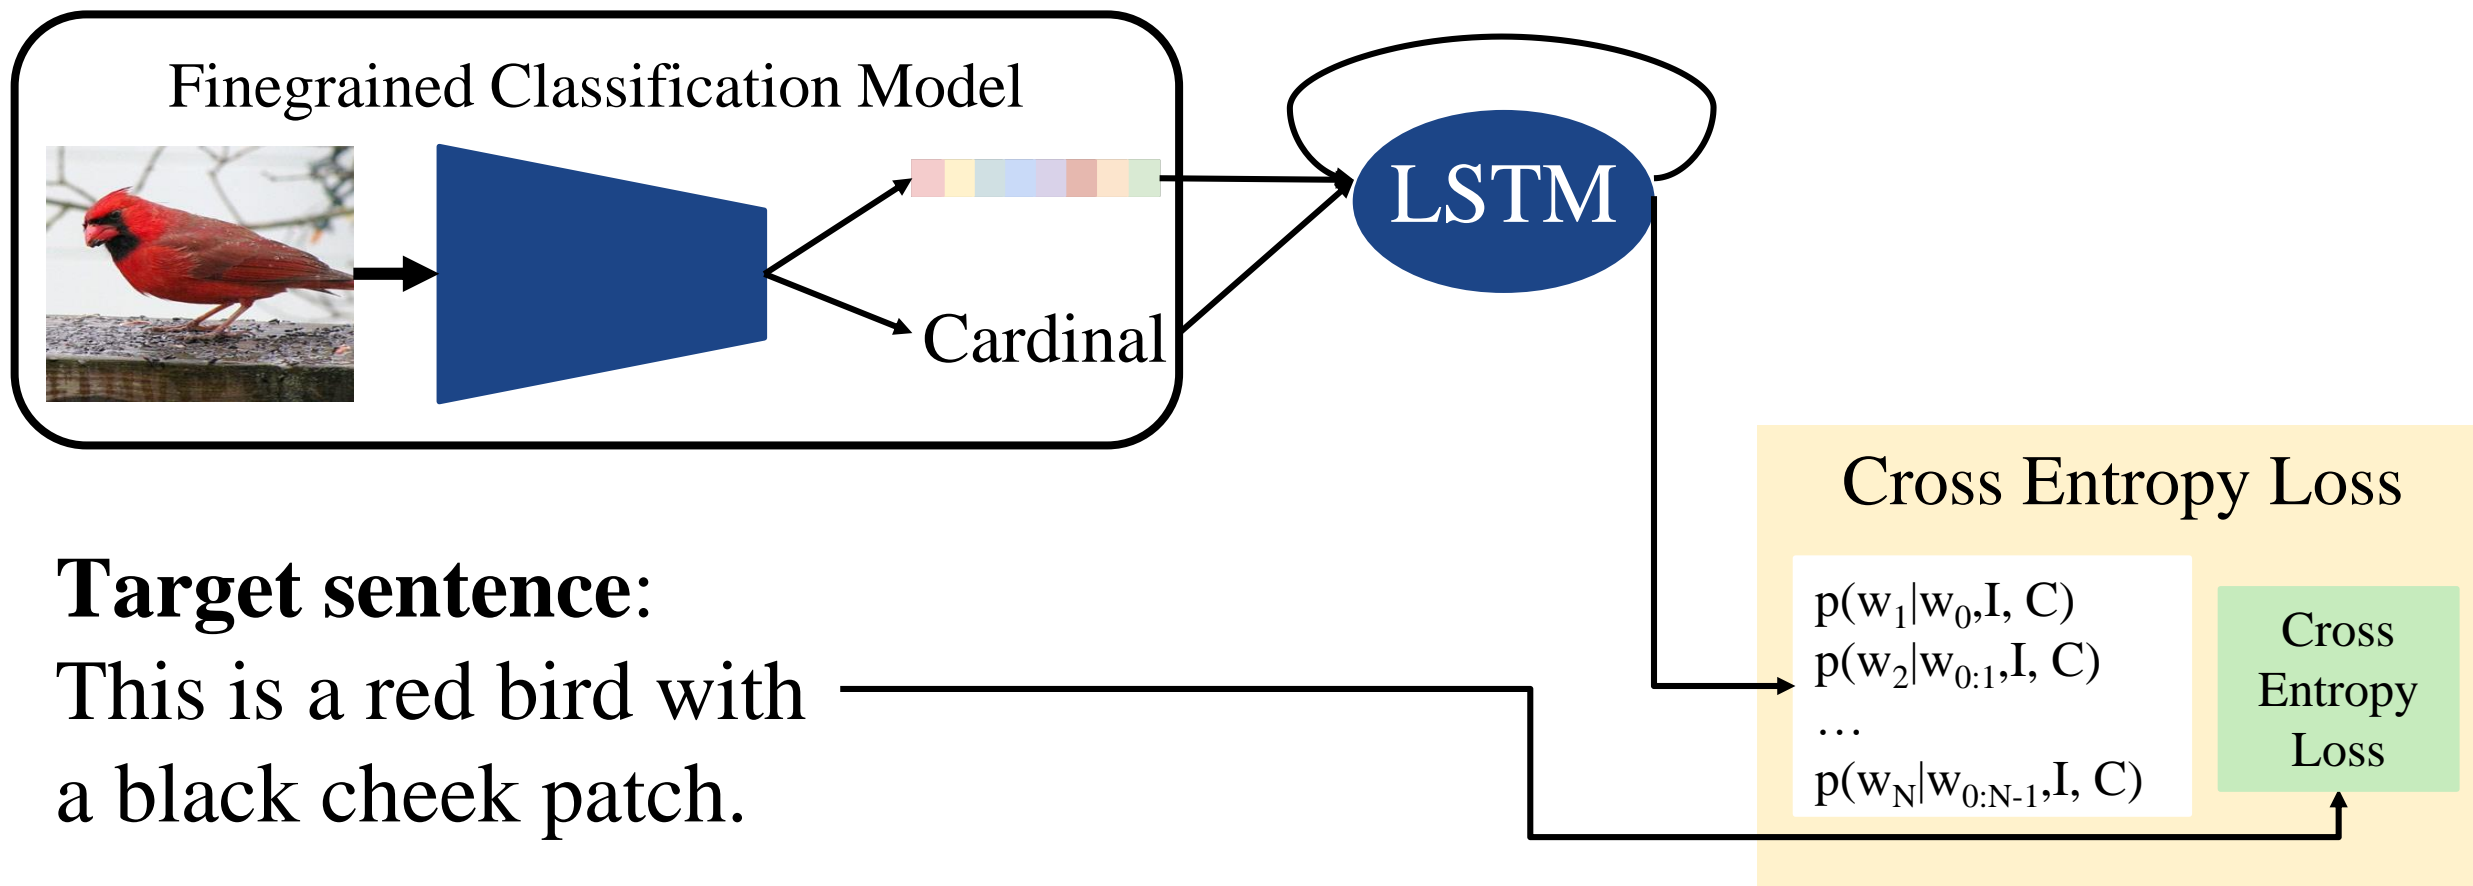 Finegrained Classification Model
LSTM
Cardinal
Cross Entropy Loss
Target sentence:
This is a red bird with
a black cheek patch.
p(w₁|w₀,I, C)
p(w₂|w₀:₁,I, C)
…
p(w_N|w₀:N-₁,I, C)
Cross
Entropy
Loss